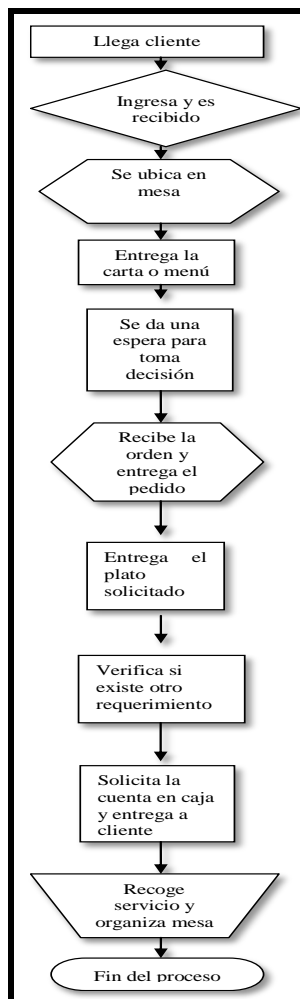 Llega cliente
Ingresa y es
recibido
Se ubica en
mesa
Entrega la
carta o menú
Se da una
espera para
toma
decisión
Recibe la
orden y
entrega el
pedido
Entrega el
plato
solicitado
Verifica si
existe otro
requerimiento
Solicita la
cuenta en caja
y entrega a
cliente
Recoge
servicio y
organiza mesa
Fin del proceso